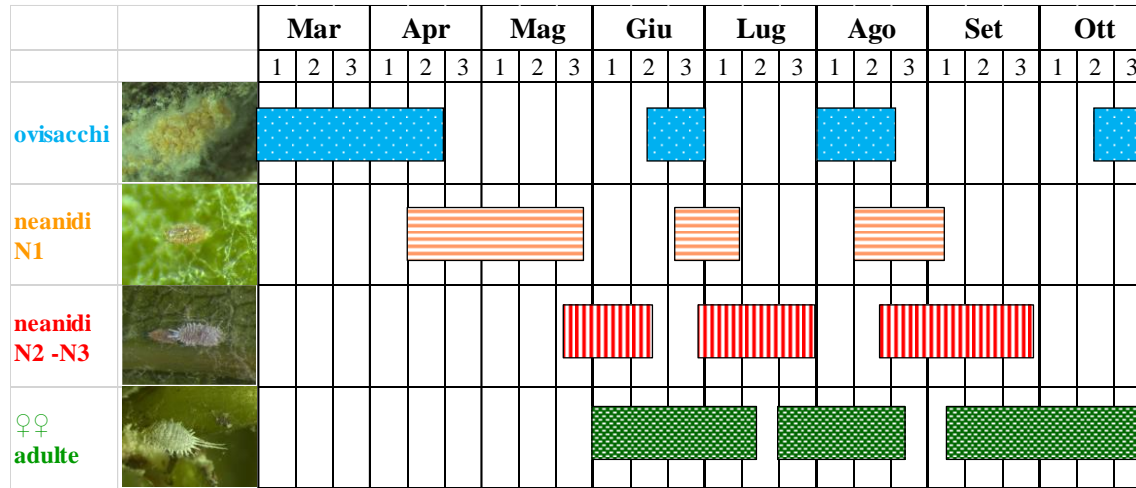 Mar Apr Mag Giu Lug Ago Set Ott
1 2 3 1 2 3 1 2 3 1 2 3 1 2 3 1 2 3 1 2 3 1 2 3
ovisacchi
neanidi
N1
neanidi
N2 -N3
♀♀
adulte